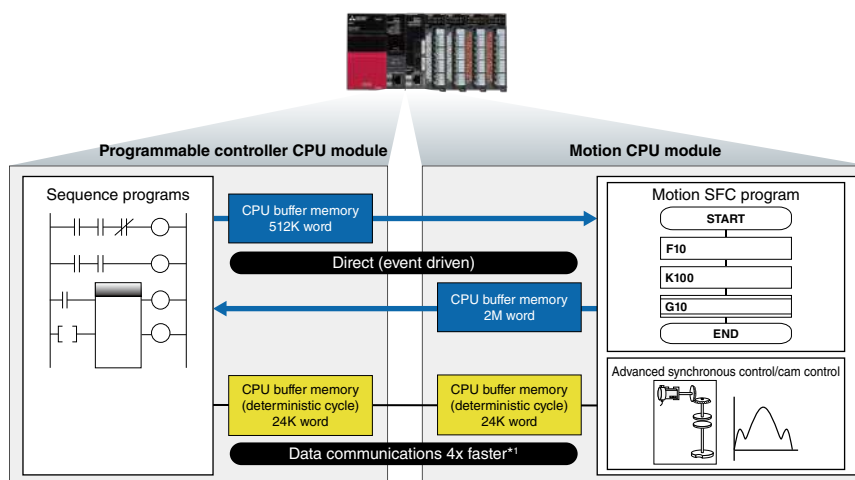 Programmable controller CPU module
Motion CPU module
Sequence programs
CPU buffer memory
512K word
Direct (event driven)
CPU buffer memory
2M word
CPU buffer memory
(deterministic cycle)
24K word
CPU buffer memory
(deterministic cycle)
24K word
Data communications 4x faster*1
Motion SFC program
START
F10
K100
G10
END
Advanced synchronous control/cam control